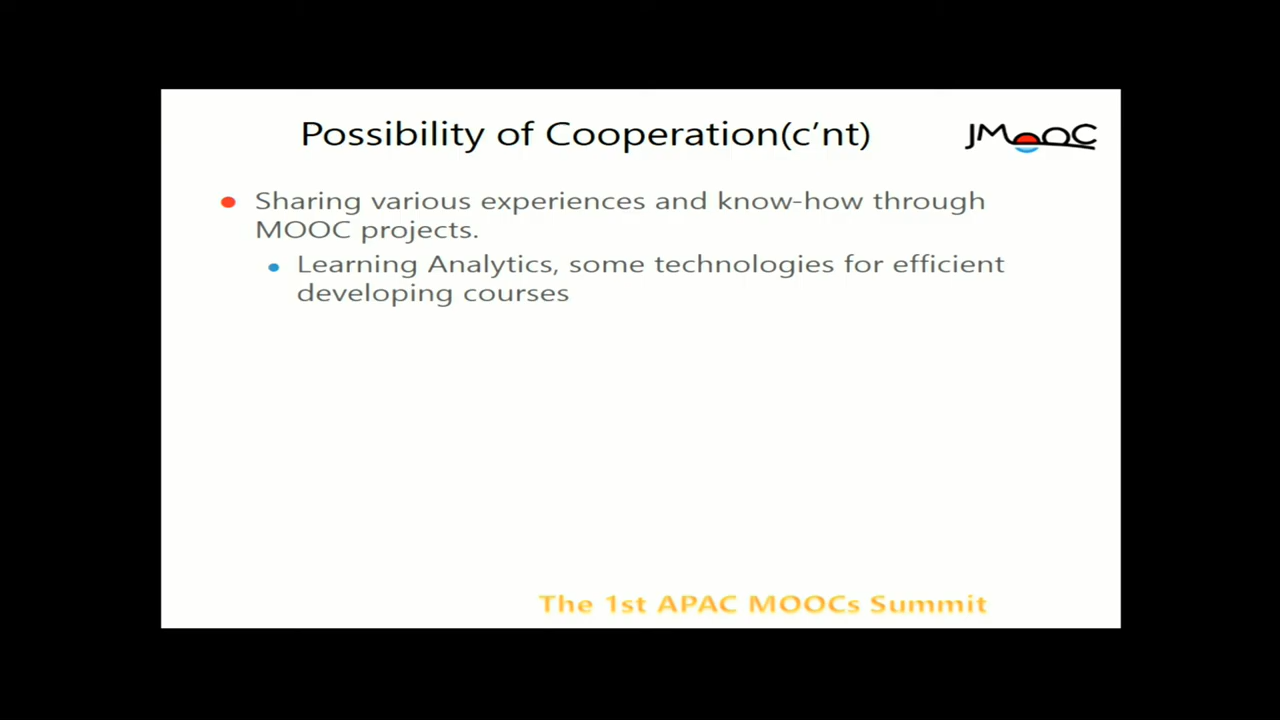 Possibility of Cooperation(c’nt)
JMOOC
Sharing various experiences and know-how through
MOOC projects.
Learning Analytics, some technologies for efficient
developing courses
The 1st APAC MOOCs Summit